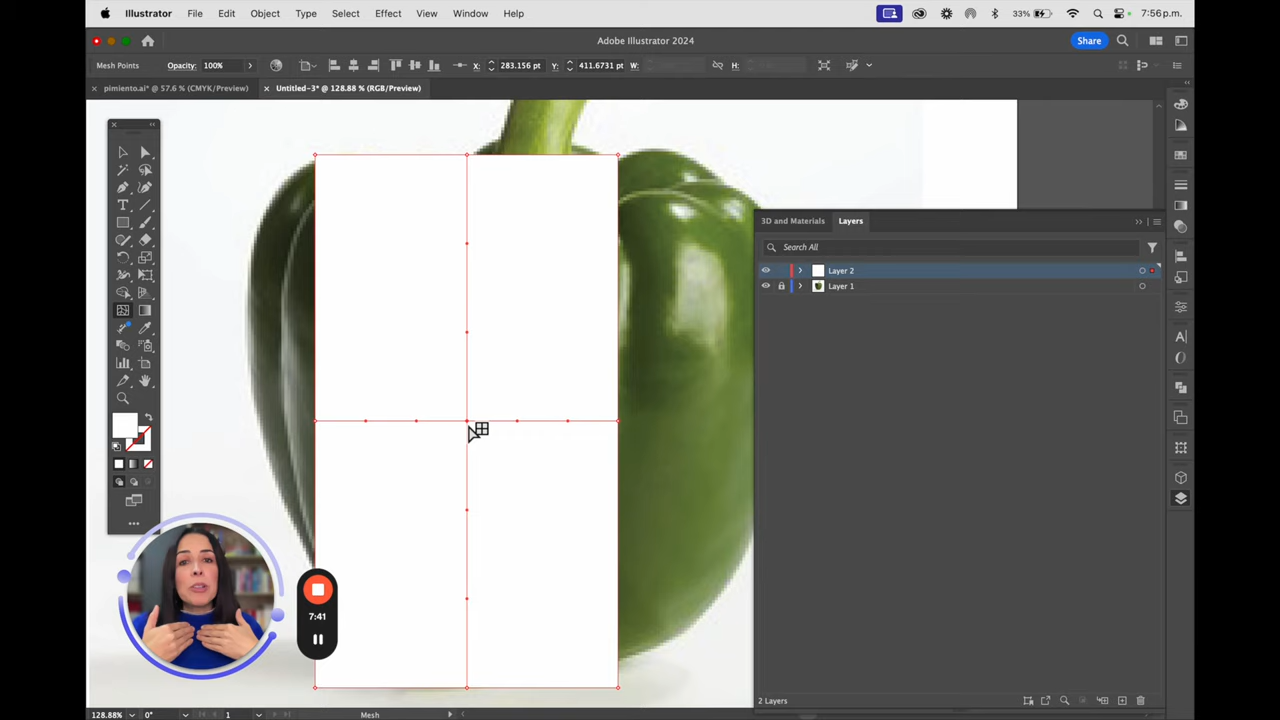 Illustrator File Edit Object Type Select Effect View Window Help 33% 7:56 p.m.
Adobe Illustrator 2024 Share
Mesh Points Opacity: 100% X: 283.156 pt Y: 411.6731 pt W: H:
pimiento.ai* @ 57.6 % (CMYK/Preview) Untitled-3* @ 128.88 % (RGB/Preview)
3D and Materials Layers
Search All
Layer 2
Layer 1
7:41
2 Layers
128.88% 0° 1 Mesh